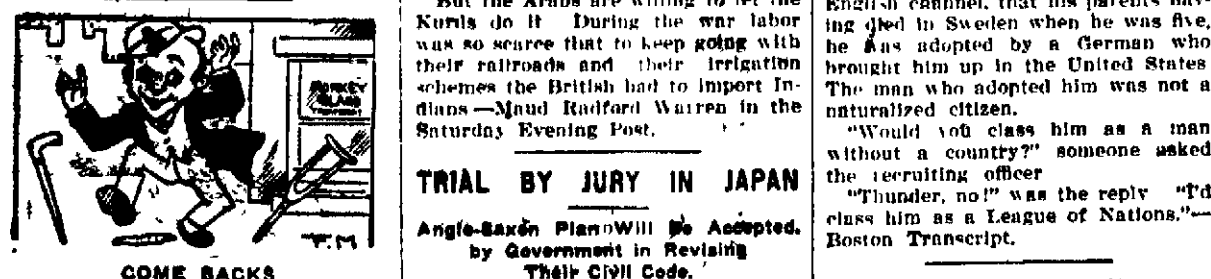 GLAND
F.M
COME BACKS
But the Arabs are willing to let the
Kurds do it During the war labor
was so scarce that to keep going with
their railroads and their irrigation
schemes the British had to import In-
dians—Maud Radford Warren in the
Saturday Evening Post.
TRIAL BY JURY IN JAPAN
Anglo-Saxon Plan Will Be Accepted.
by Government in Revising
Their Civil Code.
English channel, that his parents hav-
ing died in Sweden when he was five,
he was adopted by a German who
brought him up in the United States
The man who adopted him was not a
naturalized citizen.
"Would you class him as a man
without a country?" someone asked
the recruiting officer
"Thunder, no!" was the reply "I'd
class him as a League of Nations."—
Boston Transcript.